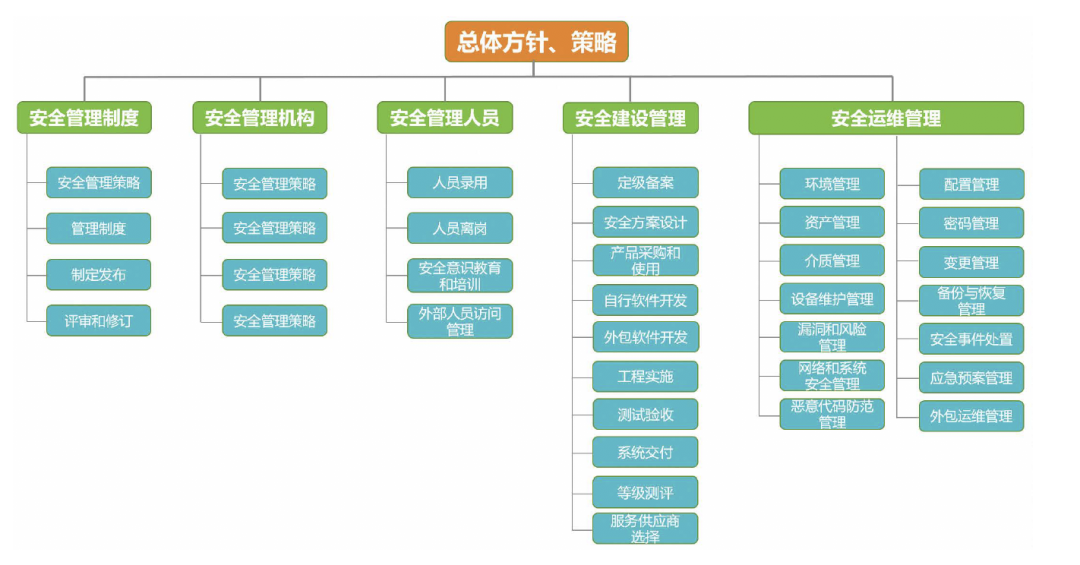 总体方针、策略
安全管理制度
安全管理策略
管理制度
制定发布
评审和修订
安全管理机构
安全管理策略
安全管理策略
安全管理策略
安全管理策略
安全管理人员
人员录用
人员离岗
安全意识教育
和培训
外部人员访问
管理
安全建设管理
定级备案
安全方案设计
产品采购和
使用
自行软件开发
外包软件开发
工程实施
测试验收
系统交付
等级测评
服务供应商
选择
安全运维管理
环境管理
资产管理
介质管理
设备维护管理
漏洞和风险
管理
网络和系统
安全管理
恶意代码防范
管理
配置管理
密码管理
变更管理
备份与恢复
管理
安全事件处置
应急预案管理
外包运维管理